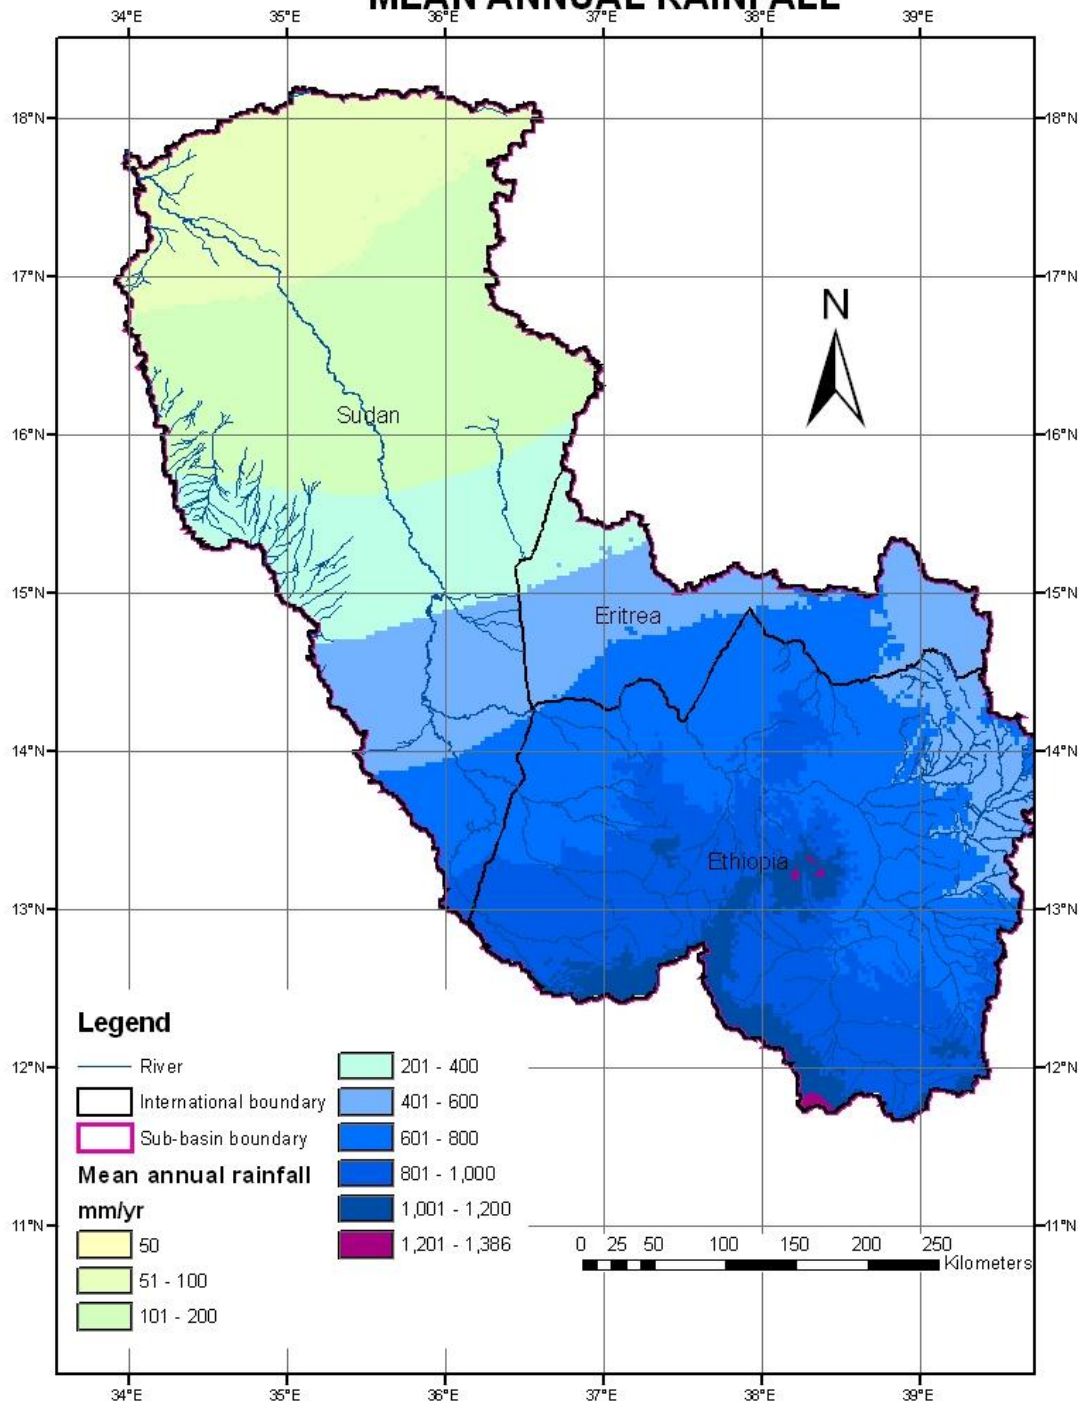 MEAN ANNUAL RAINFALL
34°E 35°E 36°E 37°E 38°E 39°E
18°N 18°N
17°N 17°N
N
Sudan
16°N 16°N
15°N 15°N
Eritrea
14°N 14°N
Ethiopia
13°N 13°N
12°N 12°N
11°N 11°N
Legend
River
International boundary
Sub-basin boundary
Mean annual rainfall
mm/yr
50
51 - 100
101 - 200
201 - 400
401 - 600
601 - 800
801 - 1,000
1,001 - 1,200
1,201 - 1,386
0 25 50 100 150 200 250
Kilometers
34°E 35°E 36°E 37°E 38°E 39°E